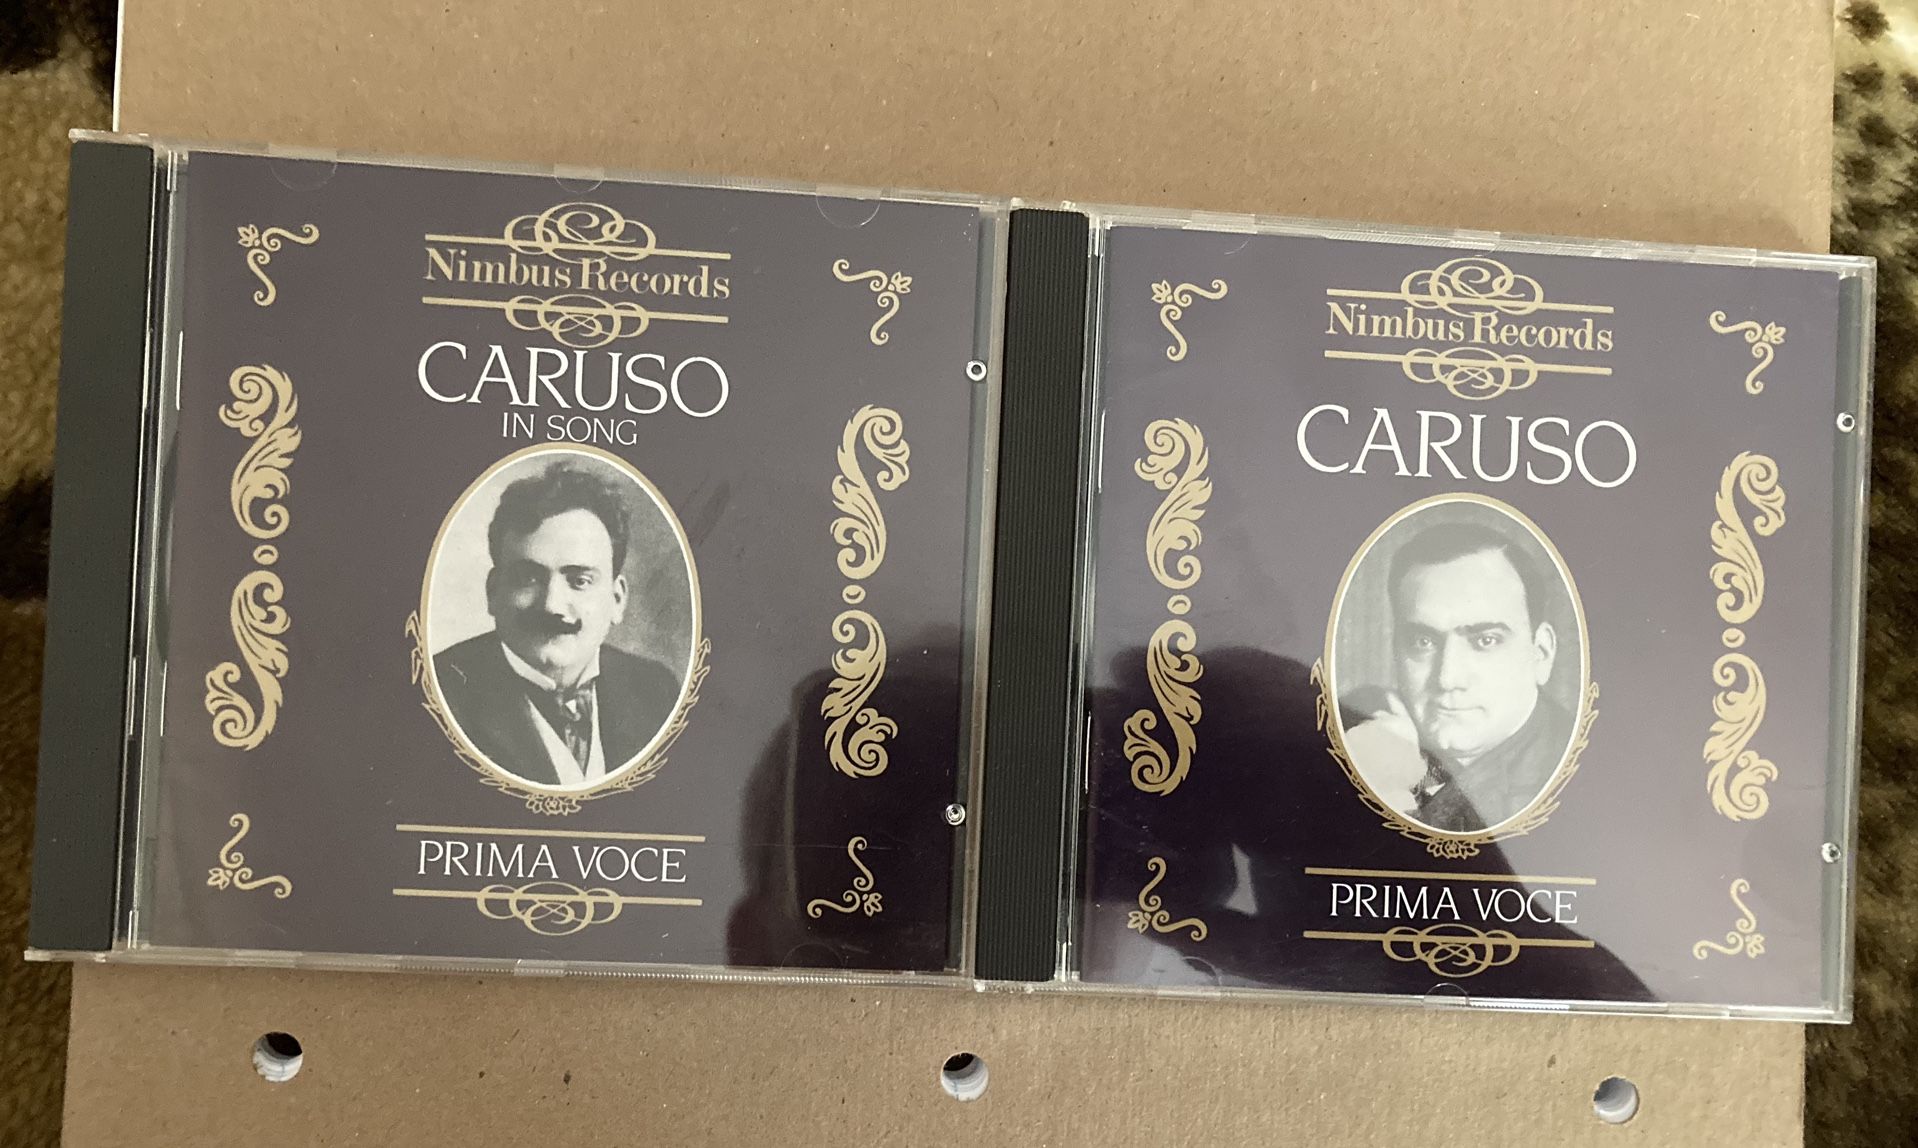 Nimbus Records
CARUSO
IN SONG
PRIMA VOCE
Nimbus Records
CARUSO
PRIMA VOCE